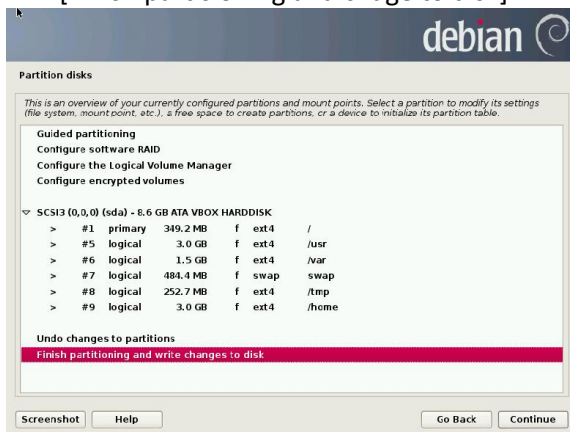 debian
Partition disks
This is an overview of your currently configured partitions and mount points. Select a partition to modify its settings
(file system, mount point, etc.), a free space to create partitions, or a device to initialize its partition table.
Guided partitioning
Configure software RAID
Configure the Logical Volume Manager
Configure encrypted volumes
SCSI3 (0,0,0) (sda) - 8.6 GB ATA VBOX HARDDISK
> #1 primary 349.2 MB f ext4 /
> #5 logical 3.0 GB f ext4 /usr
> #6 logical 1.5 GB f ext4 /var
> #7 logical 484.4 MB f swap swap
> #8 logical 252.7 MB f ext4 /tmp
> #9 logical 3.0 GB f ext4 /home
Undo changes to partitions
Finish partitioning and write changes to disk
Screenshot Help Go Back Continue